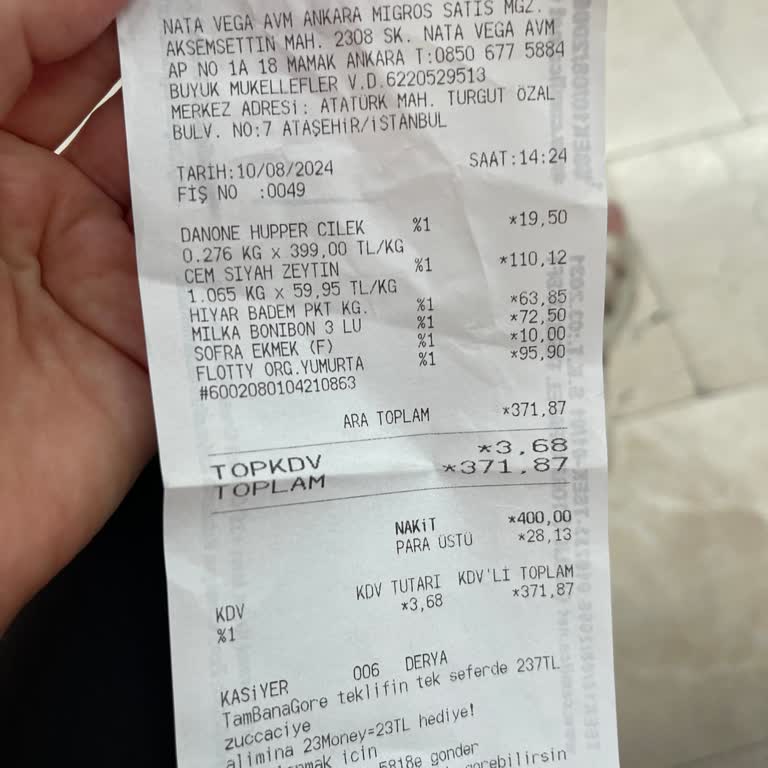 NATA VEGA AVM ANKARA MIGROS SATIS MGZ.
AKSEMSETTIN MAH. 2308 SK. NATA VEGA AVM
AP NO 1A 18 MAMAK ANKARA T:0850 677 5884
BUYUK MUKELLEFLER V.D.6220529513
MERKEZ ADRESİ: ATATÜRK MAH. TURGUT ÖZAL
BULV. NO:7 ATAŞEHİR/İSTANBUL
TARİH:10/08/2024 SAAT:14:24
FİŞ NO :0049
DANONE HUPPER CILEK %1 *19,50
0.276 KG x 399,00 TL/KG
CEM SIYAH ZEYTIN %1 *110,12
1.065 KG x 59,95 TL/KG
HIYAR BADEM PKT KG. %1 *63,85
MILKA BONIBON 3 LU %1 *72,50
SOFRA EKMEK (F) %1 *10,00
FLOTTY ORG.YUMURTA %1 *95,90
#6002080104210863
ARA TOPLAM *371,87
TOPKDV *3,68
TOPLAM *371,87
NAKİT *400,00
PARA ÜSTÜ *28,13
KDV KDV TUTARI KDV'Lİ TOPLAM
%1 *3,68 *371,87
KASİYER 006 DERYA
TamBanaGore teklifin tek seferde 237TL
zuccaciye
alimina 23Money=23TL hediye!
icin
5818e gonder
gorebilirsin